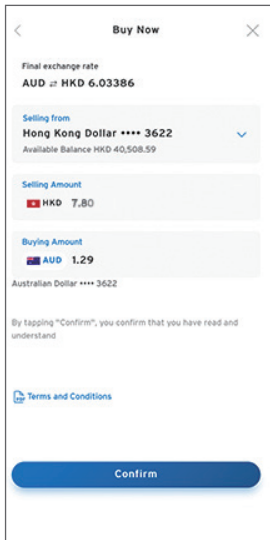 Buy Now
Final exchange rate
AUD ⇄ HKD 6.03386
Selling from
Hong Kong Dollar •••• 3622
Available Balance HKD 40,508.59
Selling Amount
HKD 7.80
Buying Amount
AUD 1.29
Australian Dollar •••• 3622
By tapping "Confirm", you confirm that you have read and
understand
Terms and Conditions
Confirm